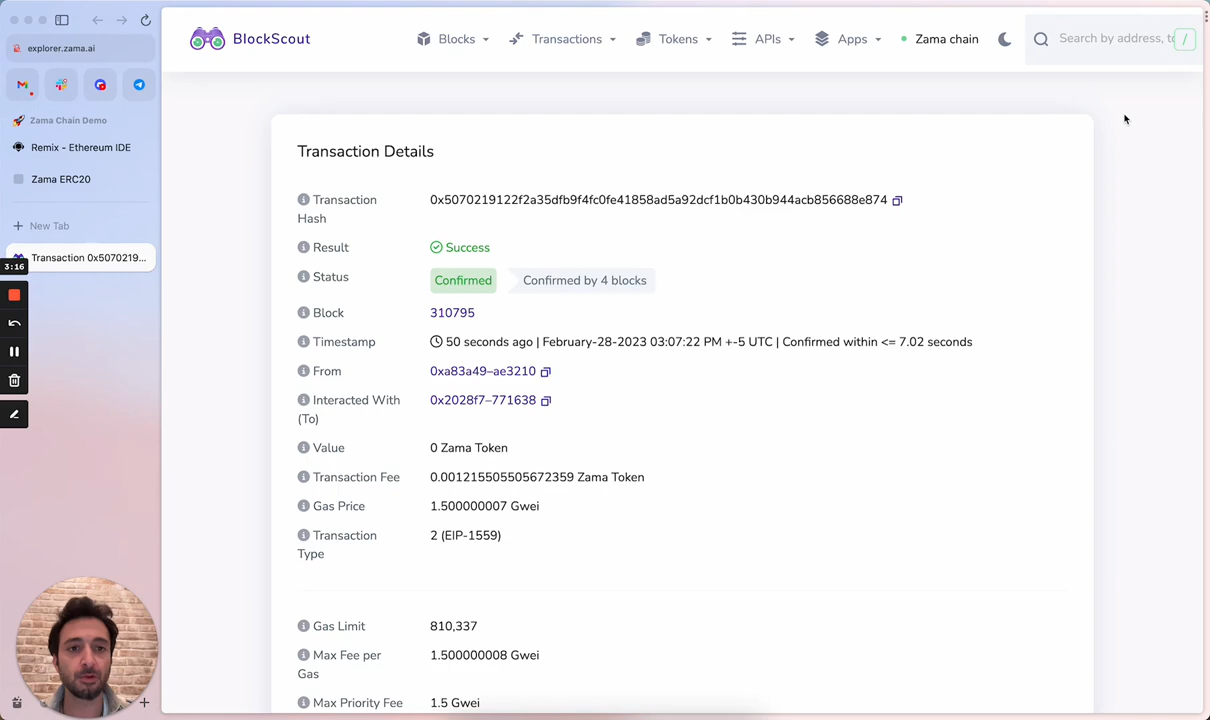 explorer.zama.ai
Zama Chain Demo
Remix - Ethereum IDE
Zama ERC20
New Tab
Transaction 0x5070219...
3:16
BlockScout
Blocks
Transactions
Tokens
APIs
Apps
Zama chain
Search by address, to
/
Transaction Details
Transaction
Hash
0x5070219122f2a35dfb9f4fc0fe41858ad5a92dcf1b0b430b944acb856688e874
Result
Success
Status
Confirmed
Confirmed by 4 blocks
Block
310795
Timestamp
50 seconds ago | February-28-2023 03:07:22 PM +-5 UTC | Confirmed within <= 7.02 seconds
From
0xa83a49–ae3210
Interacted With
(To)
0x2028f7–771638
Value
0 Zama Token
Transaction Fee
0.001215505505672359 Zama Token
Gas Price
1.500000007 Gwei
Transaction
Type
2 (EIP-1559)
Gas Limit
810,337
Max Fee per
Gas
1.500000008 Gwei
Max Priority Fee
1.5 Gwei